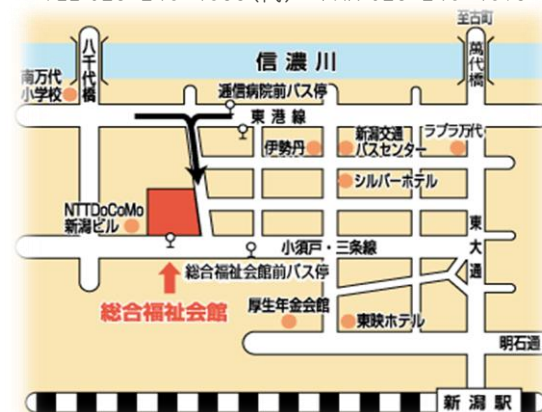 至古町
八千代橋
信濃川
萬代橋
南万代
小学校
逓信病院前バス停
東港線
伊勢丹
新潟交通
バスセンター
ラブラ万代
シルバーホテル
NTTDoCoMo
新潟ビル
東大通
小須戸・三条線
総合福祉会館前バス停
総合福祉会館
厚生年金会館
東映ホテル
明石通
新潟駅